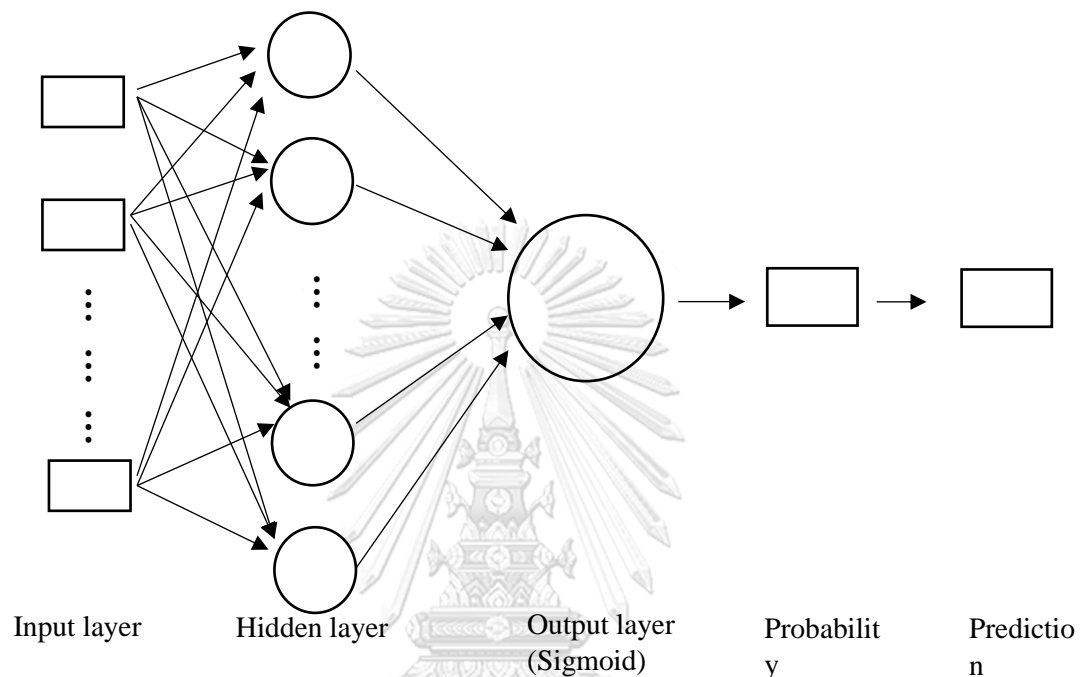 Input layer
Hidden layer
Output layer
(Sigmoid)
Probabilit
y
Predictio
n